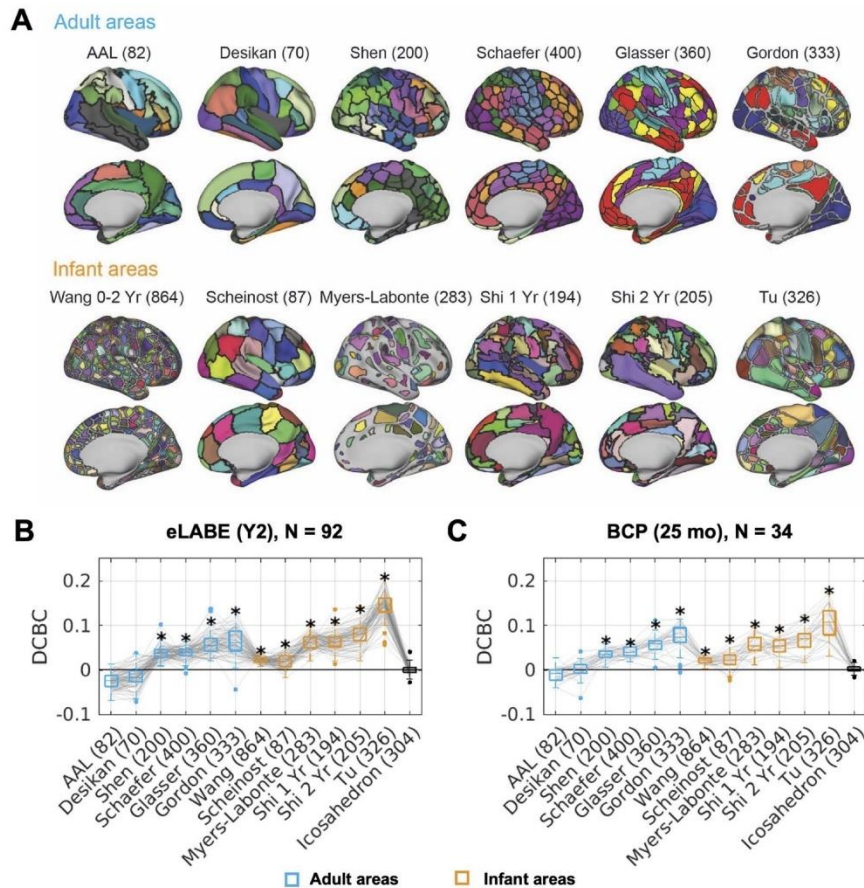 A
Adult areas
AAL (82) Desikan (70) Shen (200) Schaefer (400) Glasser (360) Gordon (333)
Infant areas
Wang 0-2 Yr (864) Scheinost (87) Myers-Labonte (283) Shi 1 Yr (194) Shi 2 Yr (205) Tu (326)
B
eLABE (Y2), N = 92
DCBC
0.2
0.1
0
-0.1
* * * * * * * * * *
AAL (82)
Desikan (70)
Shen (200)
Schaefer (400)
Glasser (360)
Gordon (333)
Wang (864)
Scheinost (87)
Myers-Labonte (283)
Shi 1 Yr (194)
Shi 2 Yr (205)
Tu (326)
Icosahedron (304)
C
BCP (25 mo), N = 34
DCBC
0.2
0.1
0
-0.1
* * * * * * * * * *
AAL (82)
Desikan (70)
Shen (200)
Schaefer (400)
Glasser (360)
Gordon (333)
Wang (864)
Scheinost (87)
Myers-Labonte (283)
Shi 1 Yr (194)
Shi 2 Yr (205)
Tu (326)
Icosahedron (304)
Adult areas Infant areas